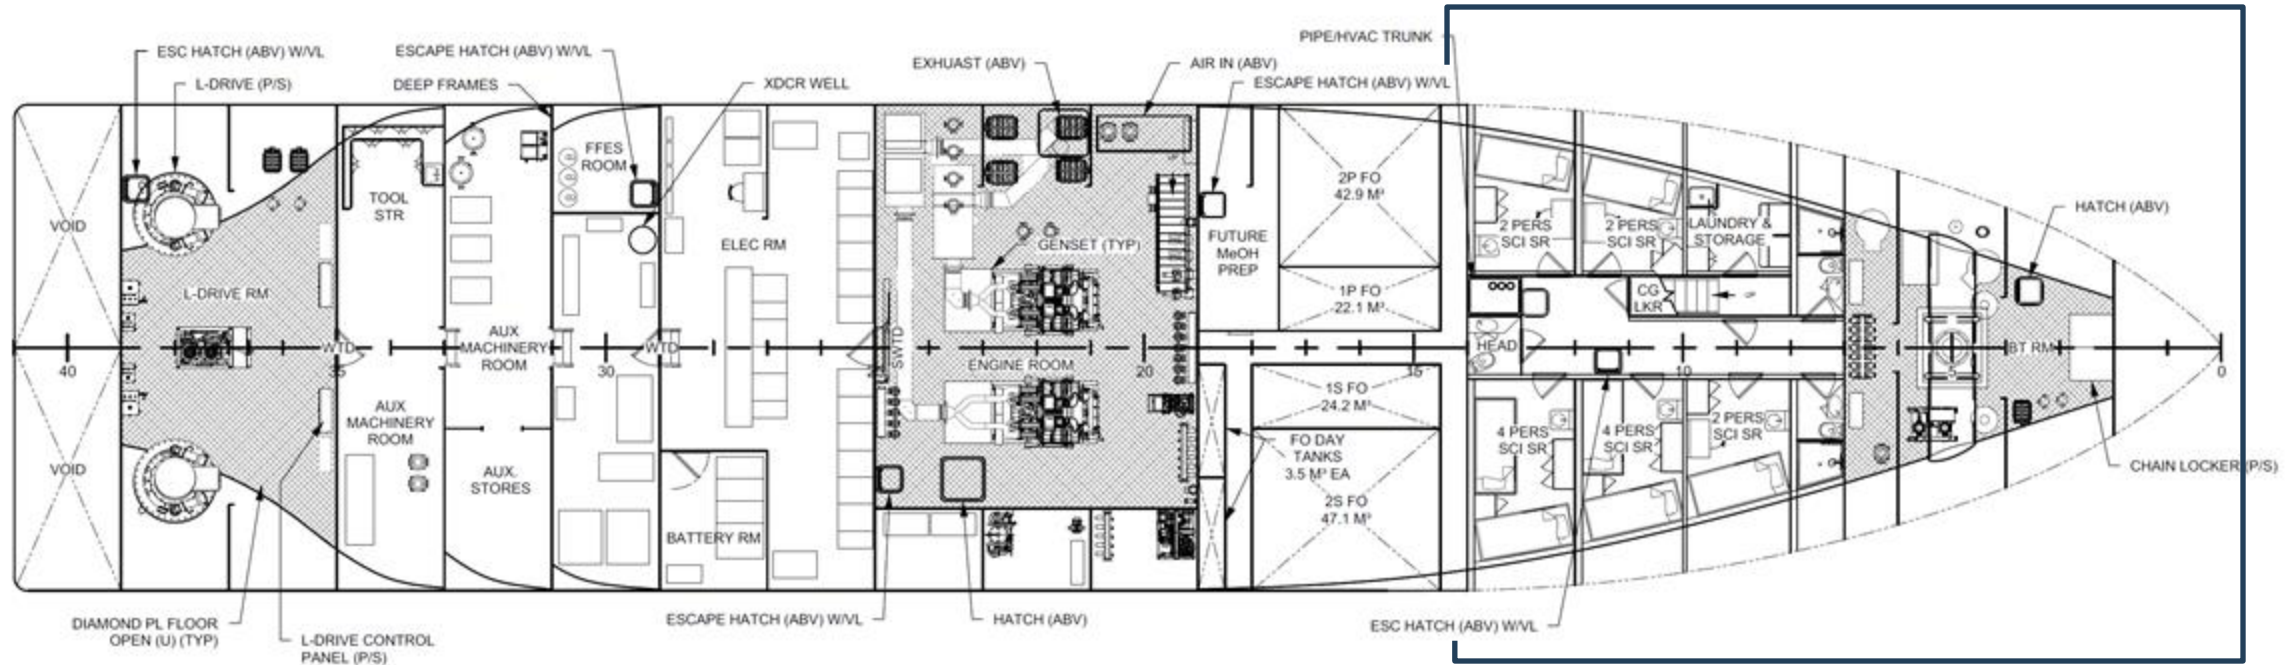 ESC HATCH (ABV) W/VL
L-DRIVE (P/S)
ESCAPE HATCH (ABV) W/VL
DEEP FRAMES
XDCR WELL
EXHUAST (ABV)
AIR IN (ABV)
ESCAPE HATCH (ABV) W/VL
PIPE/HVAC TRUNK
HATCH (ABV)
VOID
VOID
L-DRIVE RM
TOOL
STR
FFES
ROOM
ELEC RM
GENSET (TYP)
FUTURE
MeOH
PREP
2P FO
42.9 M³
1P FO
22.1 M³
2 PERS
SCI SR
2 PERS
SCI SR
LAUNDRY &
STORAGE
CG
LKR
UP
40
WTD
35
AUX
MACHINERY
ROOM
30
WTD
25
SWTD
ENGINE ROOM
20
15
HEAD
10
5
BT RM
0
AUX
MACHINERY
ROOM
AUX.
STORES
BATTERY RM
1S FO
24.2 M³
FO DAY
TANKS
3.5 M³ EA
2S FO
47.1 M³
4 PERS
SCI SR
4 PERS
SCI SR
2 PERS
SCI SR
CHAIN LOCKER (P/S)
DIAMOND PL FLOOR
OPEN (U) (TYP)
L-DRIVE CONTROL
PANEL (P/S)
ESCAPE HATCH (ABV) W/VL
HATCH (ABV)
ESC HATCH (ABV) W/VL